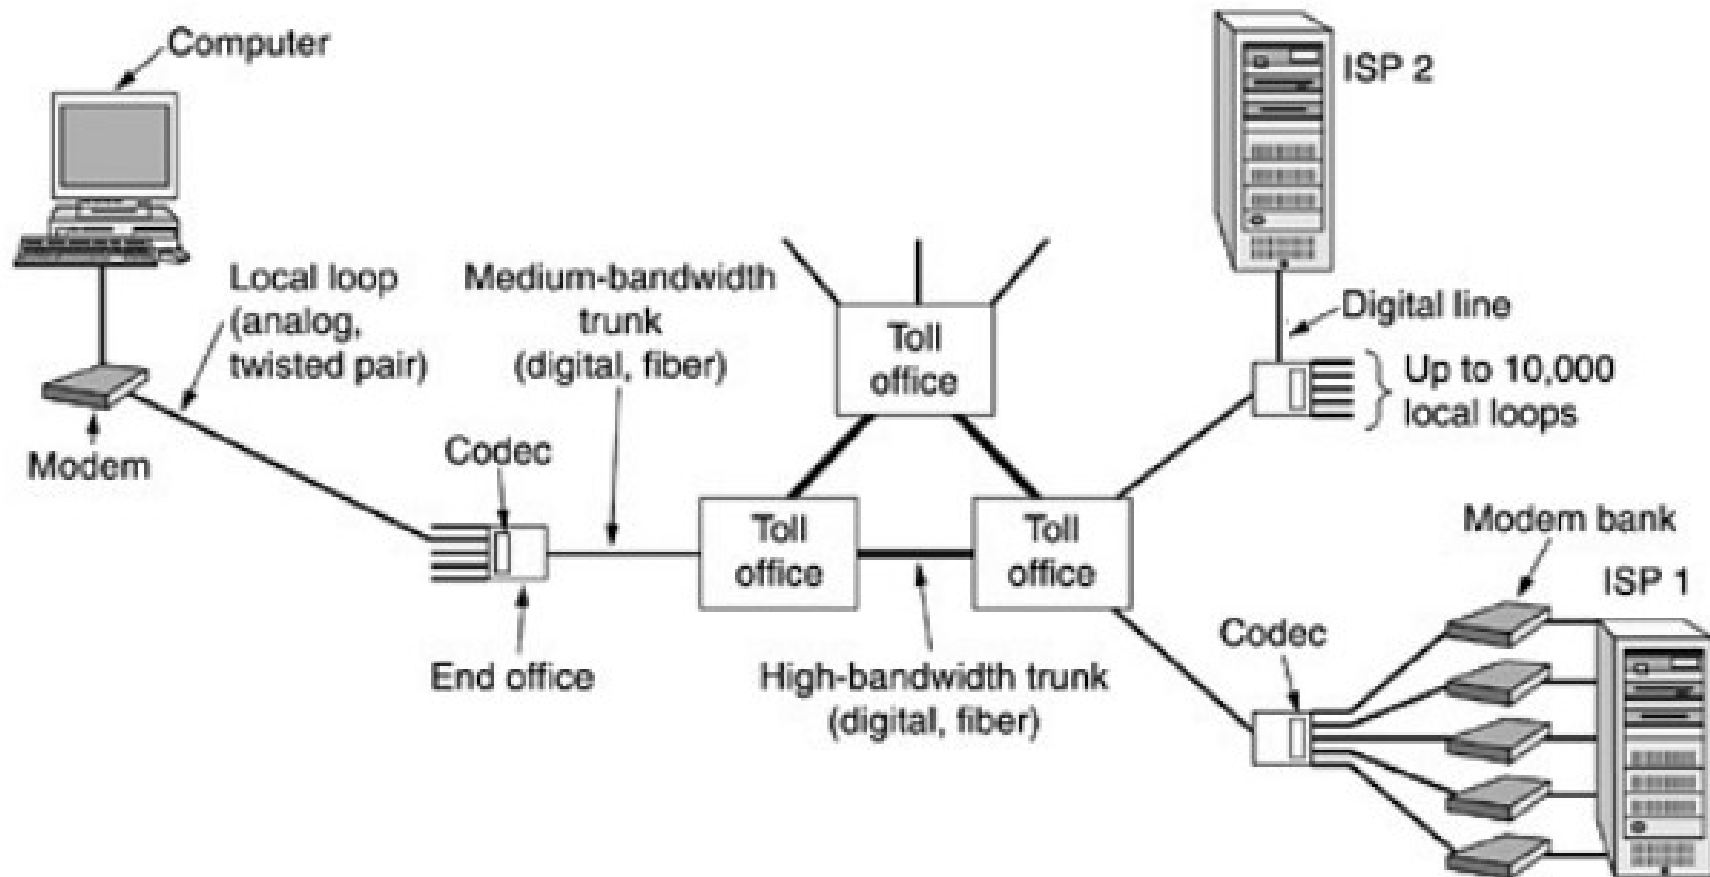 Computer
ISP 2
Local loop
(analog,
twisted pair)
Medium-bandwidth
trunk
(digital, fiber)
Toll
office
Digital line
Up to 10,000
local loops
Modem
Codec
Toll
office
Toll
office
Modem bank
ISP 1
Codec
End office
High-bandwidth trunk
(digital, fiber)